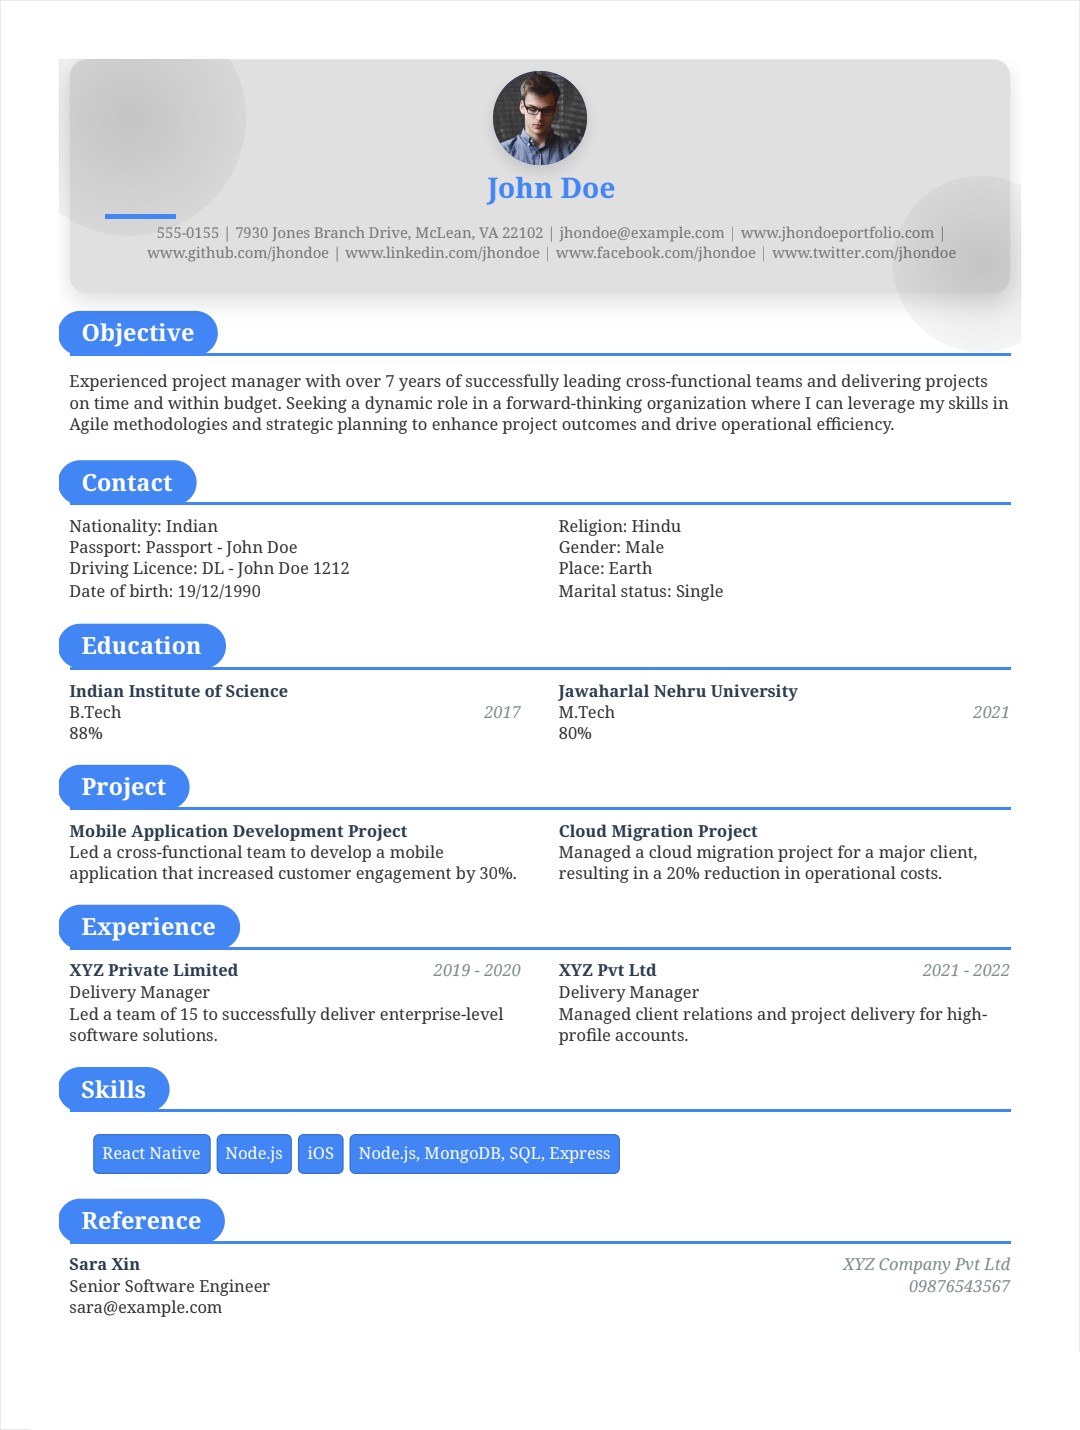 John Doe
555-0155 | 7930 Jones Branch Drive, McLean, VA 22102 | jhondoe@example.com | www.jhondoeportfolio.com |
www.github.com/jhondoe | www.linkedin.com/jhondoe | www.facebook.com/jhondoe | www.twitter.com/jhondoe
Objective
Experienced project manager with over 7 years of successfully leading cross-functional teams and delivering projects
on time and within budget. Seeking a dynamic role in a forward-thinking organization where I can leverage my skills in
Agile methodologies and strategic planning to enhance project outcomes and drive operational efficiency.
Contact
Nationality: Indian
Passport: Passport - John Doe
Driving Licence: DL - John Doe 1212
Date of birth: 19/12/1990
Religion: Hindu
Gender: Male
Place: Earth
Marital status: Single
Education
Indian Institute of Science
B.Tech 2017
88%
Jawaharlal Nehru University
M.Tech 2021
80%
Project
Mobile Application Development Project
Led a cross-functional team to develop a mobile
application that increased customer engagement by 30%.
Cloud Migration Project
Managed a cloud migration project for a major client,
resulting in a 20% reduction in operational costs.
Experience
XYZ Private Limited 2019 - 2020
Delivery Manager
Led a team of 15 to successfully deliver enterprise-level
software solutions.
XYZ Pvt Ltd 2021 - 2022
Delivery Manager
Managed client relations and project delivery for high-
profile accounts.
Skills
React Native Node.js iOS Node.js, MongoDB, SQL, Express
Reference
Sara Xin XYZ Company Pvt Ltd
Senior Software Engineer 09876543567
sara@example.com